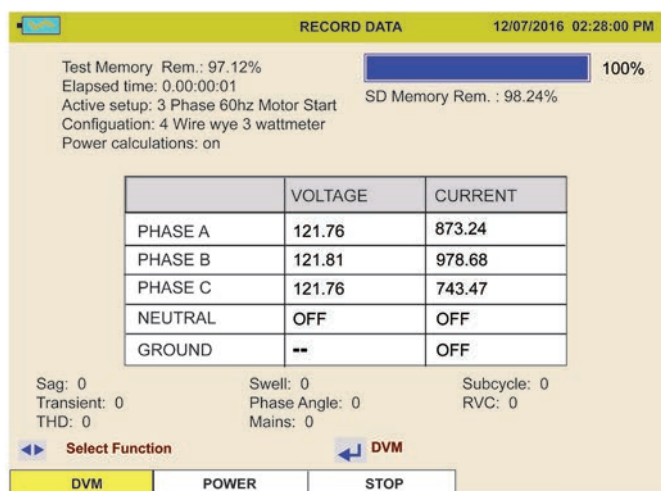 RECORD DATA 12/07/2016 02:28:00 PM
Test Memory Rem.: 97.12%
Elapsed time: 0.00:00:01
Active setup: 3 Phase 60hz Motor Start
Configuation: 4 Wire wye 3 wattmeter
Power calculations: on
100%
SD Memory Rem. : 98.24%
VOLTAGE CURRENT
PHASE A 121.76 873.24
PHASE B 121.81 978.68
PHASE C 121.76 743.47
NEUTRAL OFF OFF
GROUND -- OFF
Sag: 0 Swell: 0 Subcycle: 0
Transient: 0 Phase Angle: 0 RVC: 0
THD: 0 Mains: 0
Select Function DVM
DVM POWER STOP